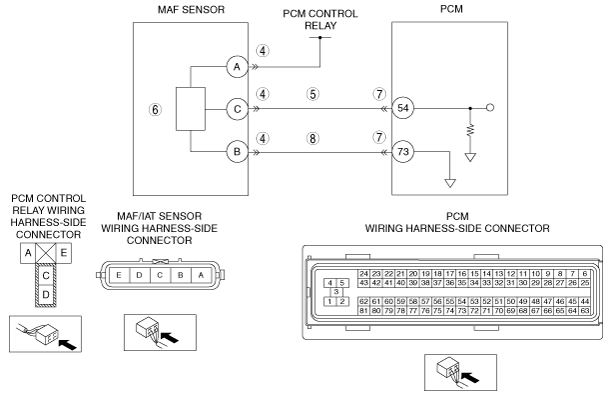 MAF SENSOR
PCM CONTROL
RELAY
PCM
4
A
4
5
7
6
C
54
4
8
7
B
73
PCM CONTROL
RELAY WIRING
HARNESS-SIDE
CONNECTOR
A E
C
D
MAF/IAT SENSOR
WIRING HARNESS-SIDE
CONNECTOR
E D C B A
PCM
WIRING HARNESS-SIDE CONNECTOR
24 23 22 21 20 19 18 17 16 15 14 13 12 11 10 9 8 7 6
4 5 43 42 41 40 39 38 37 36 35 34 33 32 31 30 29 28 27 26 25
3
1 2 62 61 60 59 58 57 56 55 54 53 52 51 50 49 48 47 46 45 44
81 80 79 78 77 76 75 74 73 72 71 70 69 68 67 66 65 64 63